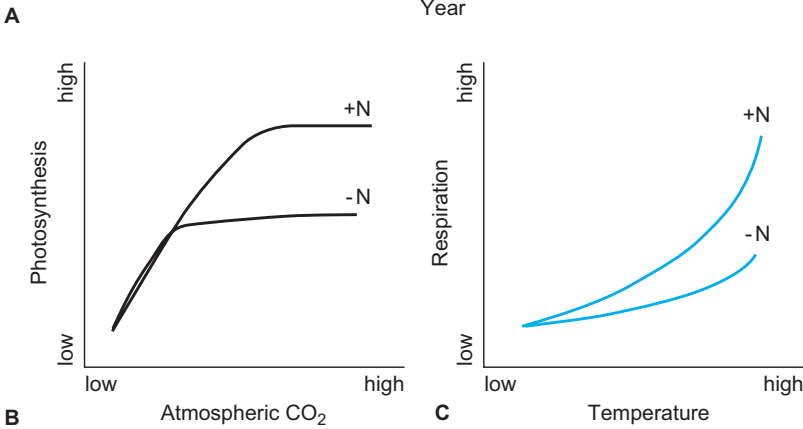 A
Year
high
Photosynthesis
low
+N
-N
low
high
B
Atmospheric CO₂
high
Respiration
low
+N
-N
low
high
C
Temperature